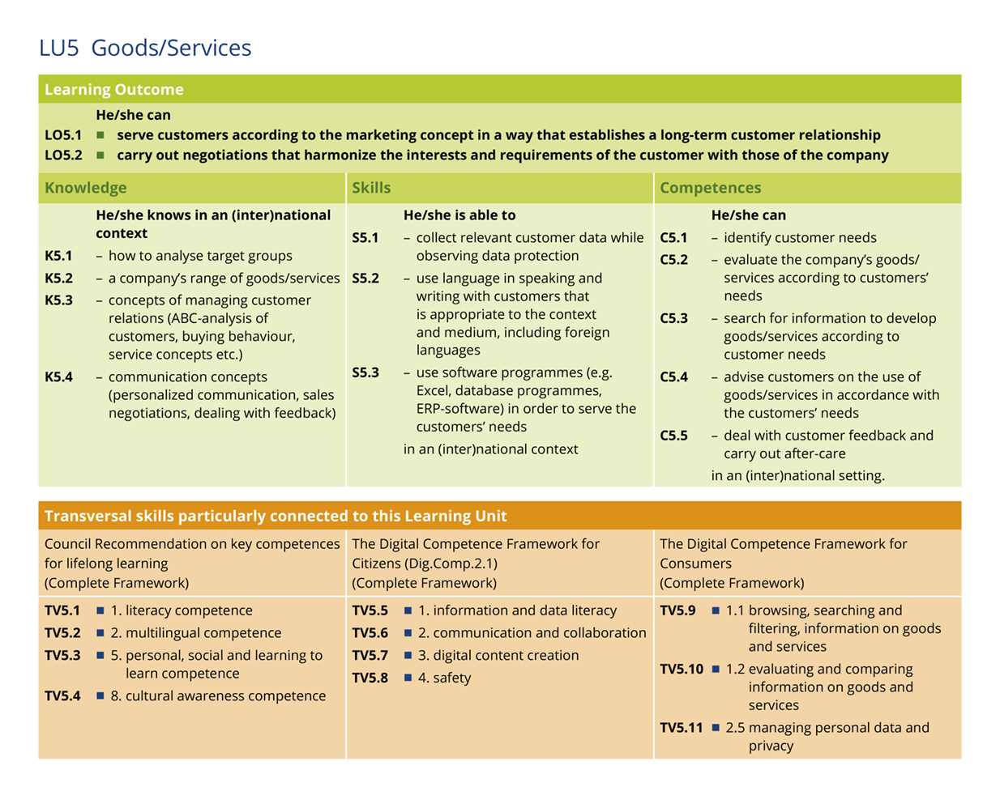 LU5 Goods/Services
Learning Outcome
He/she can
LO5.1 ■ serve customers according to the marketing concept in a way that establishes a long-term customer relationship
LO5.2 ■ carry out negotiations that harmonize the interests and requirements of the customer with those of the company
Knowledge
He/she knows in an (inter)national
context
K5.1 – how to analyse target groups
K5.2 – a company's range of goods/services
K5.3 – concepts of managing customer
relations (ABC-analysis of
customers, buying behaviour,
service concepts etc.)
K5.4 – communication concepts
(personalized communication, sales
negotiations, dealing with feedback)
Skills
He/she is able to
S5.1 – collect relevant customer data while
observing data protection
S5.2 – use language in speaking and
writing with customers that
is appropriate to the context
and medium, including foreign
languages
S5.3 – use software programmes (e.g.
Excel, database programmes,
ERP-software) in order to serve the
customers' needs
in an (inter)national context
Competences
He/she can
C5.1 – identify customer needs
C5.2 – evaluate the company's goods/
services according to customers'
needs
C5.3 – search for information to develop
goods/services according to
customer needs
C5.4 – advise customers on the use of
goods/services in accordance with
the customers' needs
C5.5 – deal with customer feedback and
carry out after-care
in an (inter)national setting.
Transversal skills particularly connected to this Learning Unit
Council Recommendation on key competences
for lifelong learning
(Complete Framework)
TV5.1 ■ 1. literacy competence
TV5.2 ■ 2. multilingual competence
TV5.3 ■ 5. personal, social and learning to
learn competence
TV5.4 ■ 8. cultural awareness competence
The Digital Competence Framework for
Citizens (Dig.Comp.2.1)
(Complete Framework)
TV5.5 ■ 1. information and data literacy
TV5.6 ■ 2. communication and collaboration
TV5.7 ■ 3. digital content creation
TV5.8 ■ 4. safety
The Digital Competence Framework for
Consumers
(Complete Framework)
TV5.9 ■ 1.1 browsing, searching and
filtering, information on goods
and services
TV5.10 ■ 1.2 evaluating and comparing
information on goods and
services
TV5.11 ■ 2.5 managing personal data and
privacy